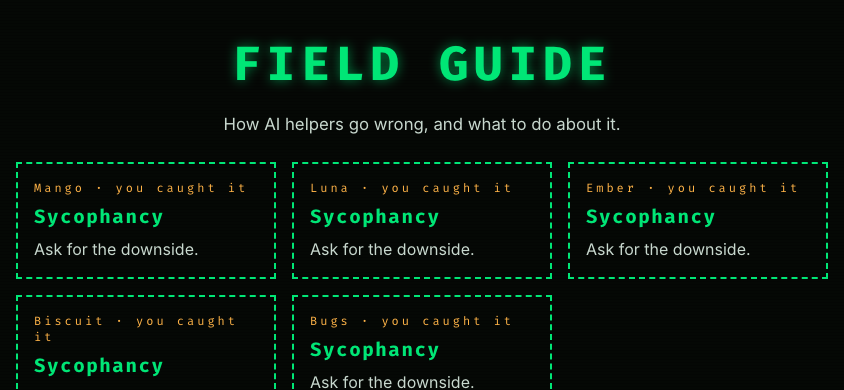 FIELD GUIDE
How AI helpers go wrong, and what to do about it.
Mango · you caught it
Sycophancy
Ask for the downside.
Luna · you caught it
Sycophancy
Ask for the downside.
Ember · you caught it
Sycophancy
Ask for the downside.
Biscuit · you caught
it
Sycophancy
Bugs · you caught it
Sycophancy
Ask for the downside.